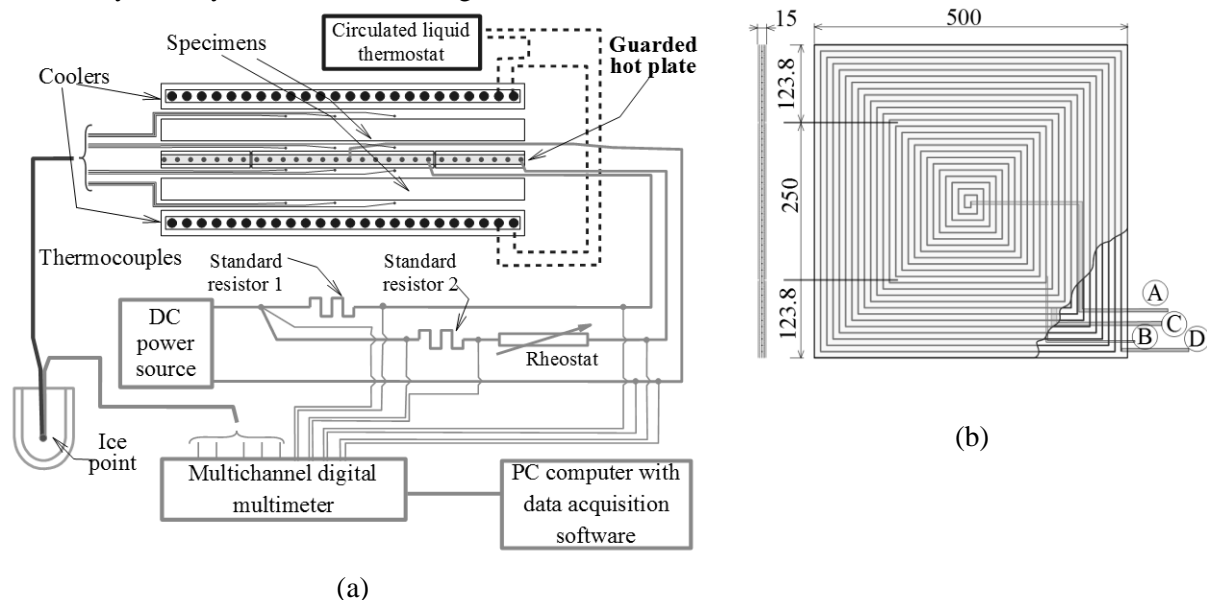 Circulated liquid
thermostat
Specimens
Guarded
hot plate
Coolers
Thermocouples
Standard
resistor 1
Standard
resistor 2
DC
power
source
Rheostat
Ice
point
Multichannel digital
multimeter
PC computer with
data acquisition
software
(a)
15
500
123.8
250
123.8
A
C
B
D
(b)